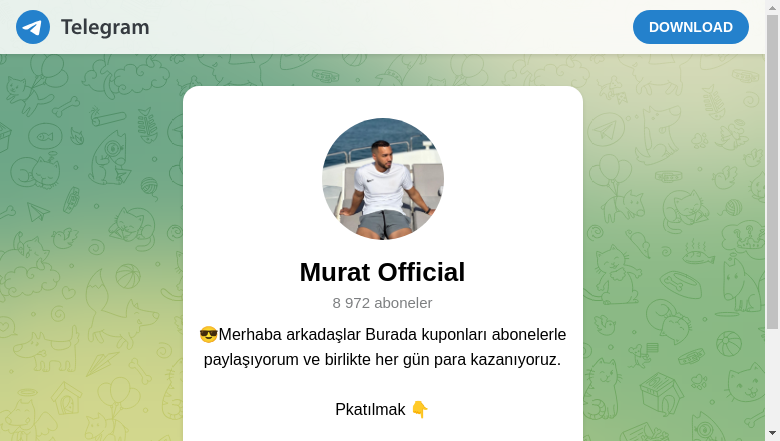 Telegram
DOWNLOAD
Murat Official
8 972 aboneler
😎Merhaba arkadaşlar Burada kuponları abonelerle
paylaşıyorum ve birlikte her gün para kazanıyoruz.
Pkatılmak 👇